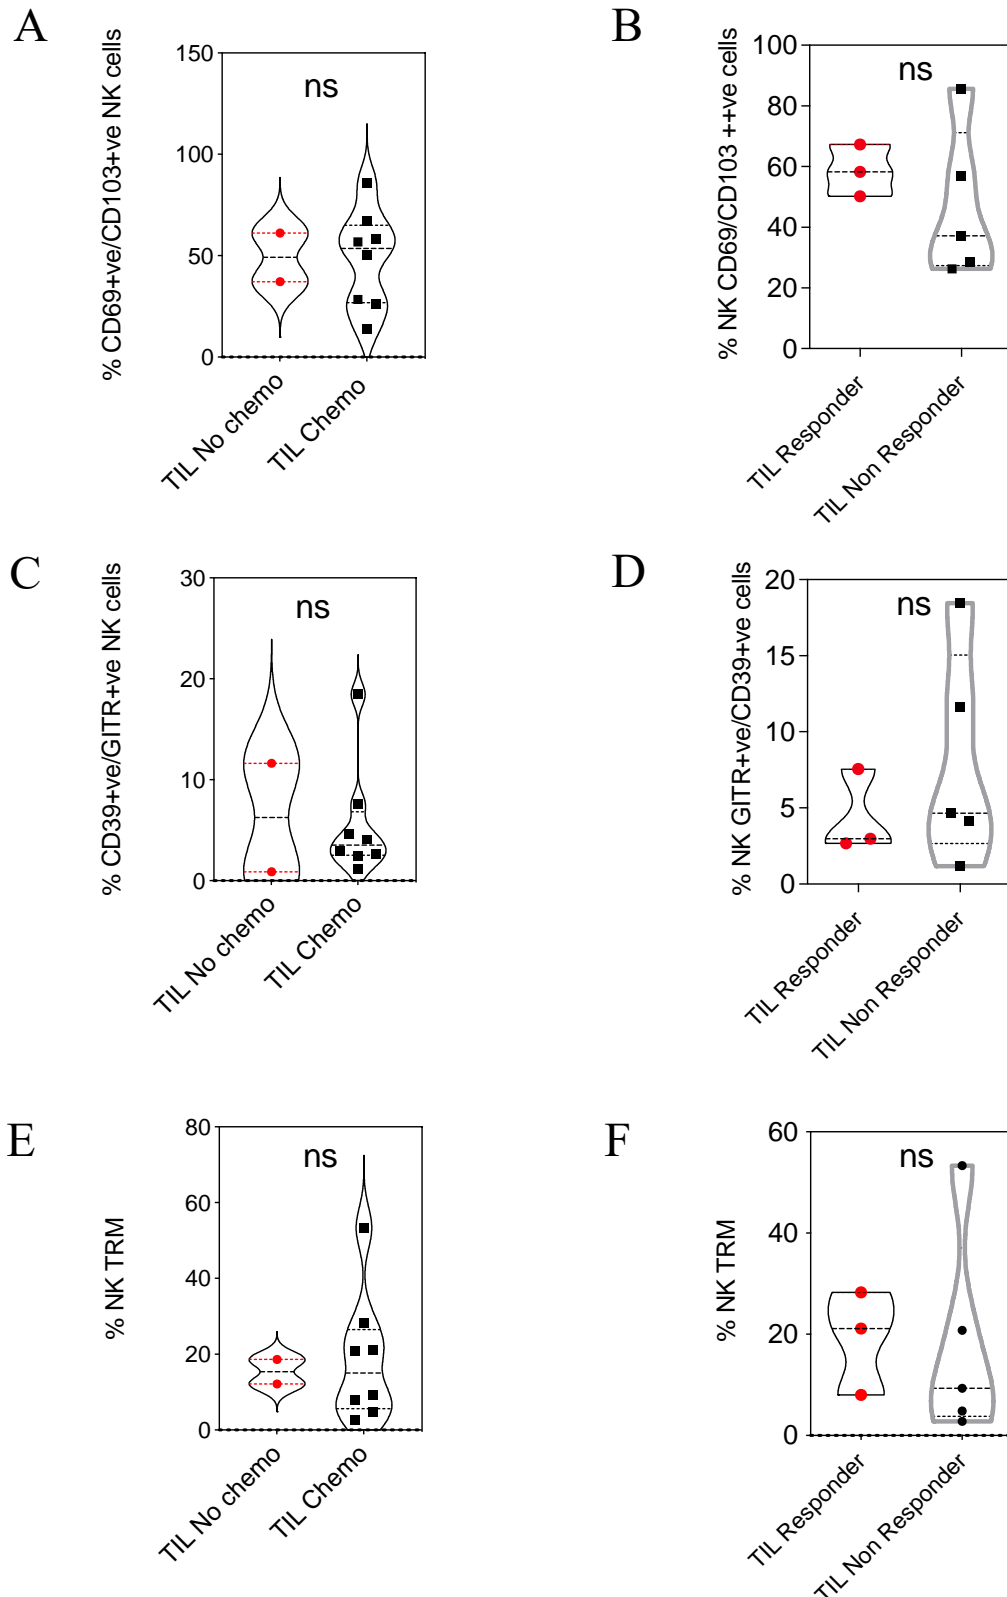 A
% CD69+ve/CD103+ve NK cells
150
100
50
0
ns
TIL No chemo
TIL Chemo
B
% NK CD69/CD103 ++ve cells
100
80
60
40
20
0
ns
TIL Responder
TIL Non Responder
C
% CD39+ve/GITR+ve NK cells
30
20
10
0
ns
TIL No chemo
TIL Chemo
D
% NK GITR+ve/CD39+ve cells
20
15
10
5
0
ns
TIL Responder
TIL Non Responder
E
% NK TRM
80
60
40
20
0
ns
TIL No chemo
TIL Chemo
F
% NK TRM
60
40
20
0
ns
TIL Responder
TIL Non Responder